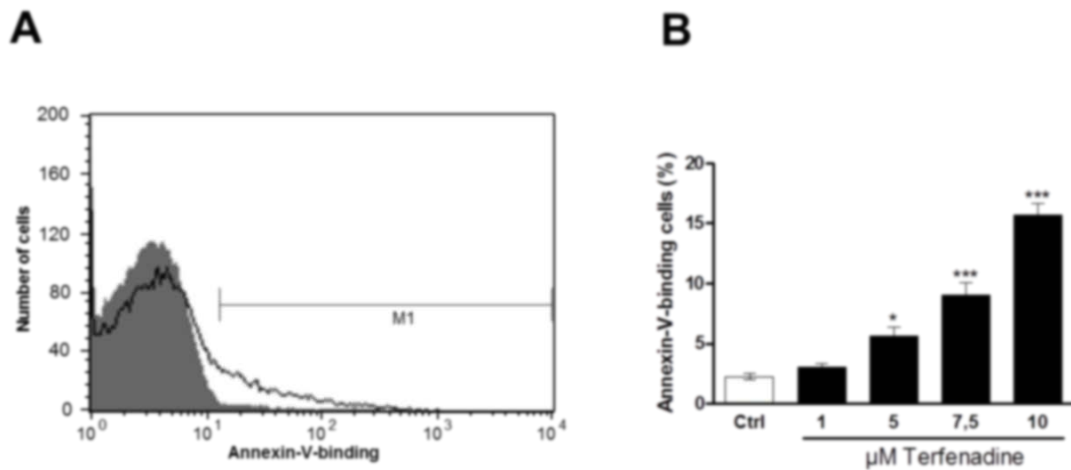 A
200
160
120
80
40
0
Number of cells
M1
10^0 10^1 10^2 10^3 10^4
Annexin-V-binding
B
20
15
10
5
0
Annexin-V-binding cells (%)
* *** ***
Ctrl 1 5 7,5 10
µM Terfenadine